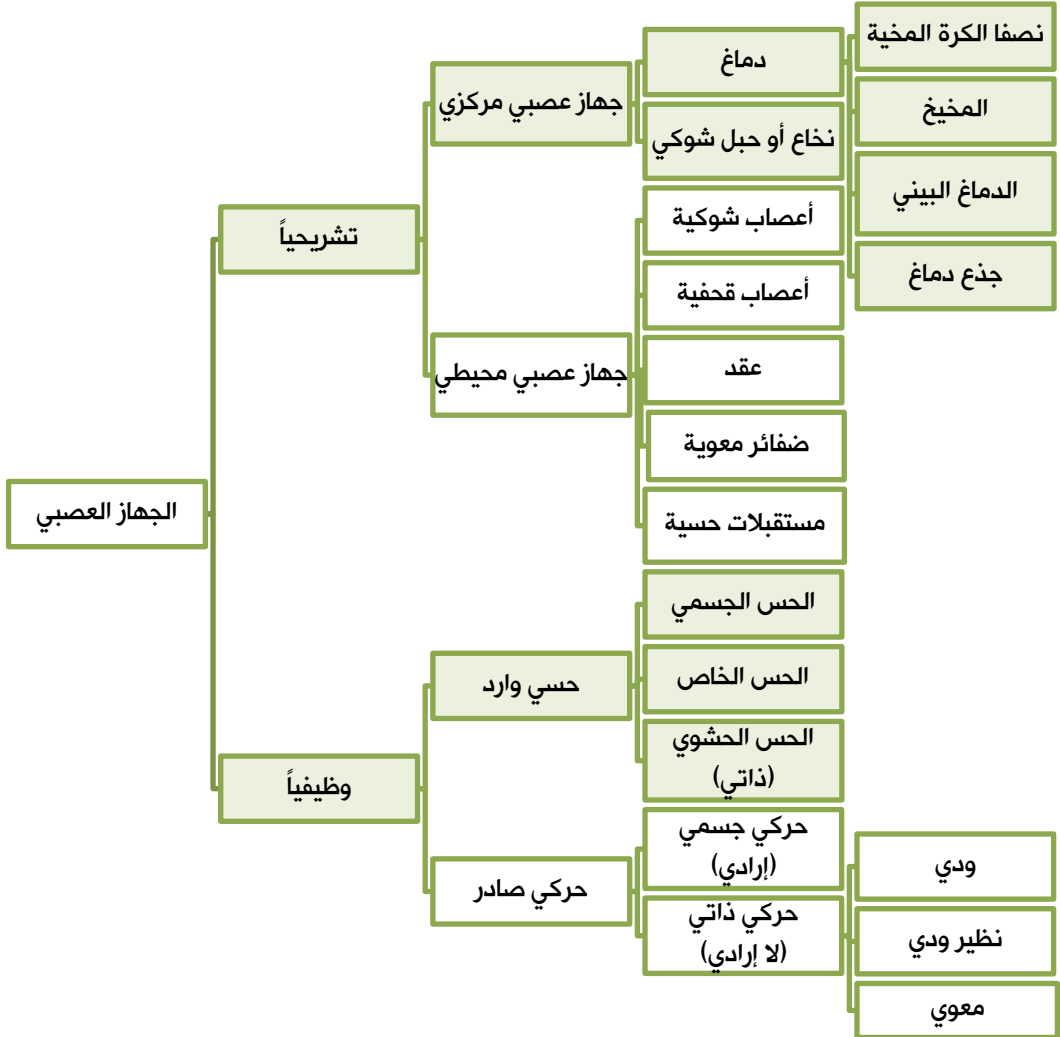 نصفا الكرة المخية
دماغ
جهاز عصبي مركزي
المخيخ
نخاع أو حبل شوكي
الدماغ البيني
أعصاب شوكية
تشريحياً
جذع دماغ
أعصاب قحفية
عقد
جهاز عصبي محيطي
ضفائر معوية
الجهاز العصبي
مستقبلات حسية
الحس الجسمي
الحس الخاص
حسي وارد
الحس الحشوي
(ذاتي)
وظيفياً
حركي جسمي
(إرادي)
ودي
حركي صادر
حركي ذاتي
(لا إرادي)
نظير ودي
معوي